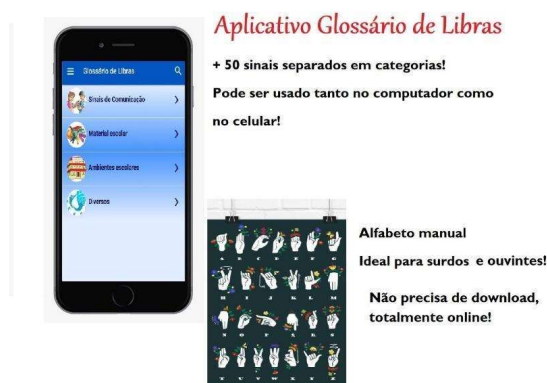 Aplicativo Glossário de Libras
+ 50 sinais separados em categorias!
Pode ser usado tanto no computador como
no celular!
Glossário de Libras
Sinais de Comunicação
Material escolar
Ambientes escolares
Diversos
Alfabeto manual
Ideal para surdos e ouvintes!
Não precisa de download,
totalmente online!
A B C D E F G
H I J K L M
N O P Q R S
T U V W X Y Z